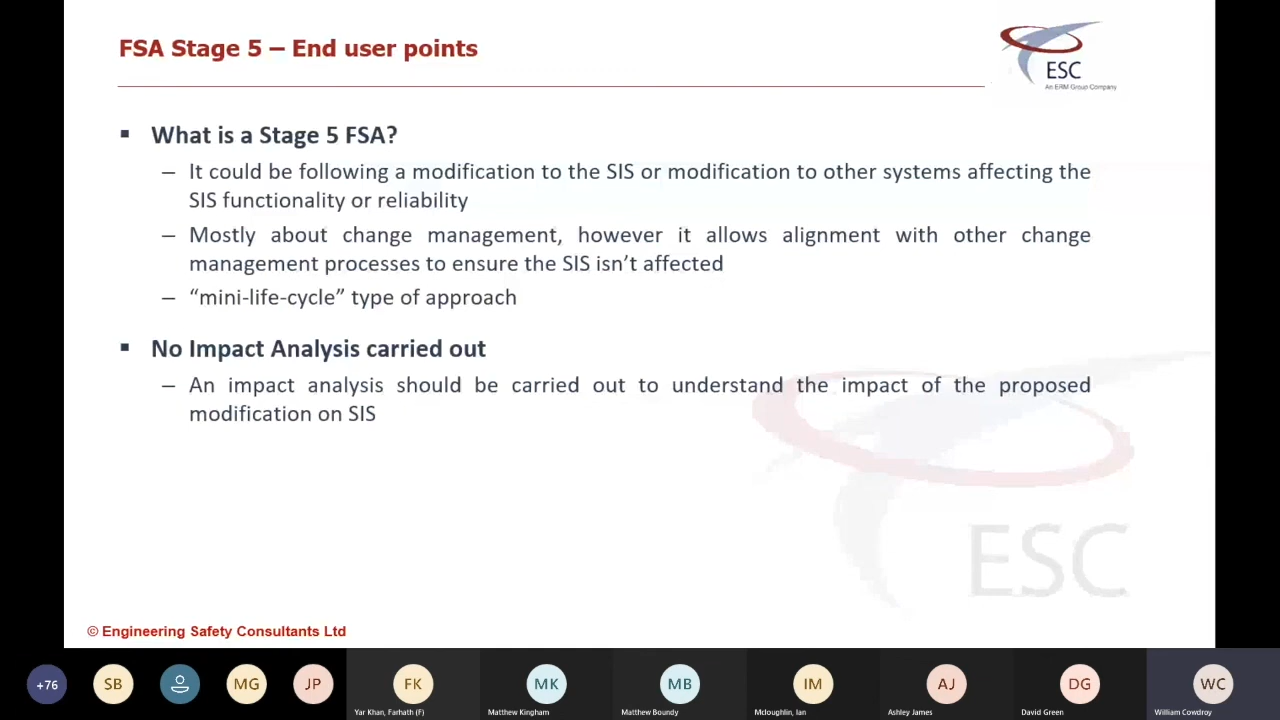 FSA Stage 5 – End user points
ESC
An ERM Group Company
▪ What is a Stage 5 FSA?
– It could be following a modification to the SIS or modification to other systems affecting the
SIS functionality or reliability
– Mostly about change management, however it allows alignment with other change
management processes to ensure the SIS isn’t affected
– “mini-life-cycle” type of approach
▪ No Impact Analysis carried out
– An impact analysis should be carried out to understand the impact of the proposed
modification on SIS
ESC
© Engineering Safety Consultants Ltd
+76
SB
MG
JP
FK
MK
MB
IM
AJ
DG
WC
Yar Khan, Farhath (F)
Matthew Kingham
Matthew Boundy
Mcloughlin, Ian
Ashley James
David Green
William Cowdroy